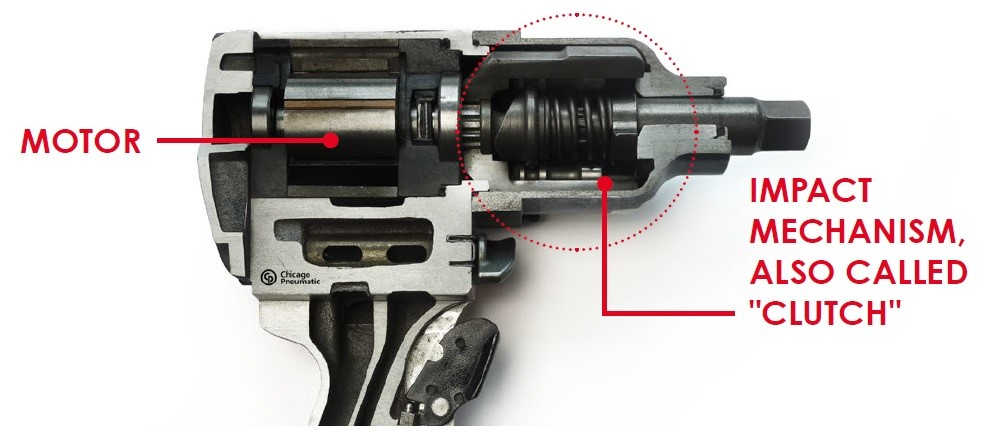 MOTOR
Chicago
Pneumatic
IMPACT
MECHANISM,
ALSO CALLED
"CLUTCH"